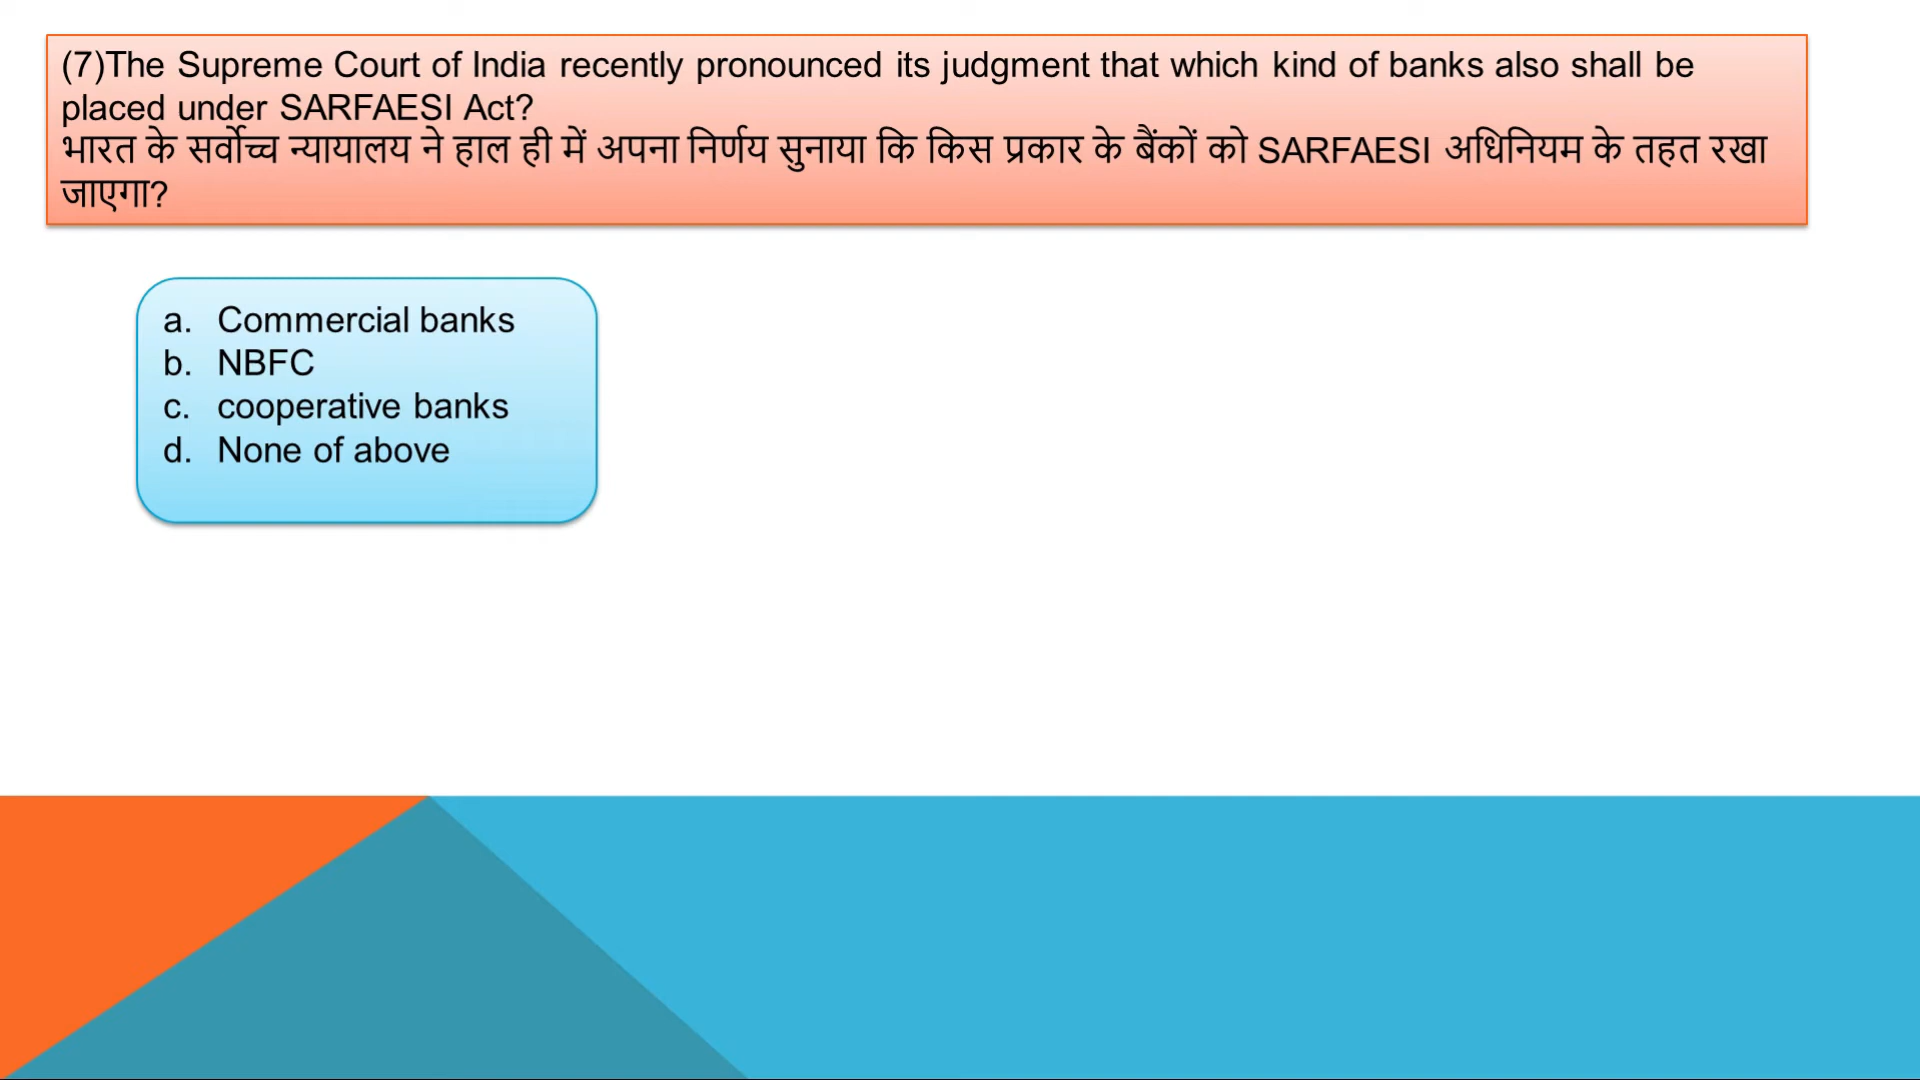 (7)The Supreme Court of India recently pronounced its judgment that which kind of banks also shall be
placed under SARFAESI Act?
भारत के सर्वोच्च न्यायालय ने हाल ही में अपना निर्णय सुनाया कि किस प्रकार के बैंकों को SARFAESI अधिनियम के तहत रखा
जाएगा?
a. Commercial banks
b. NBFC
c. cooperative banks
d. None of above